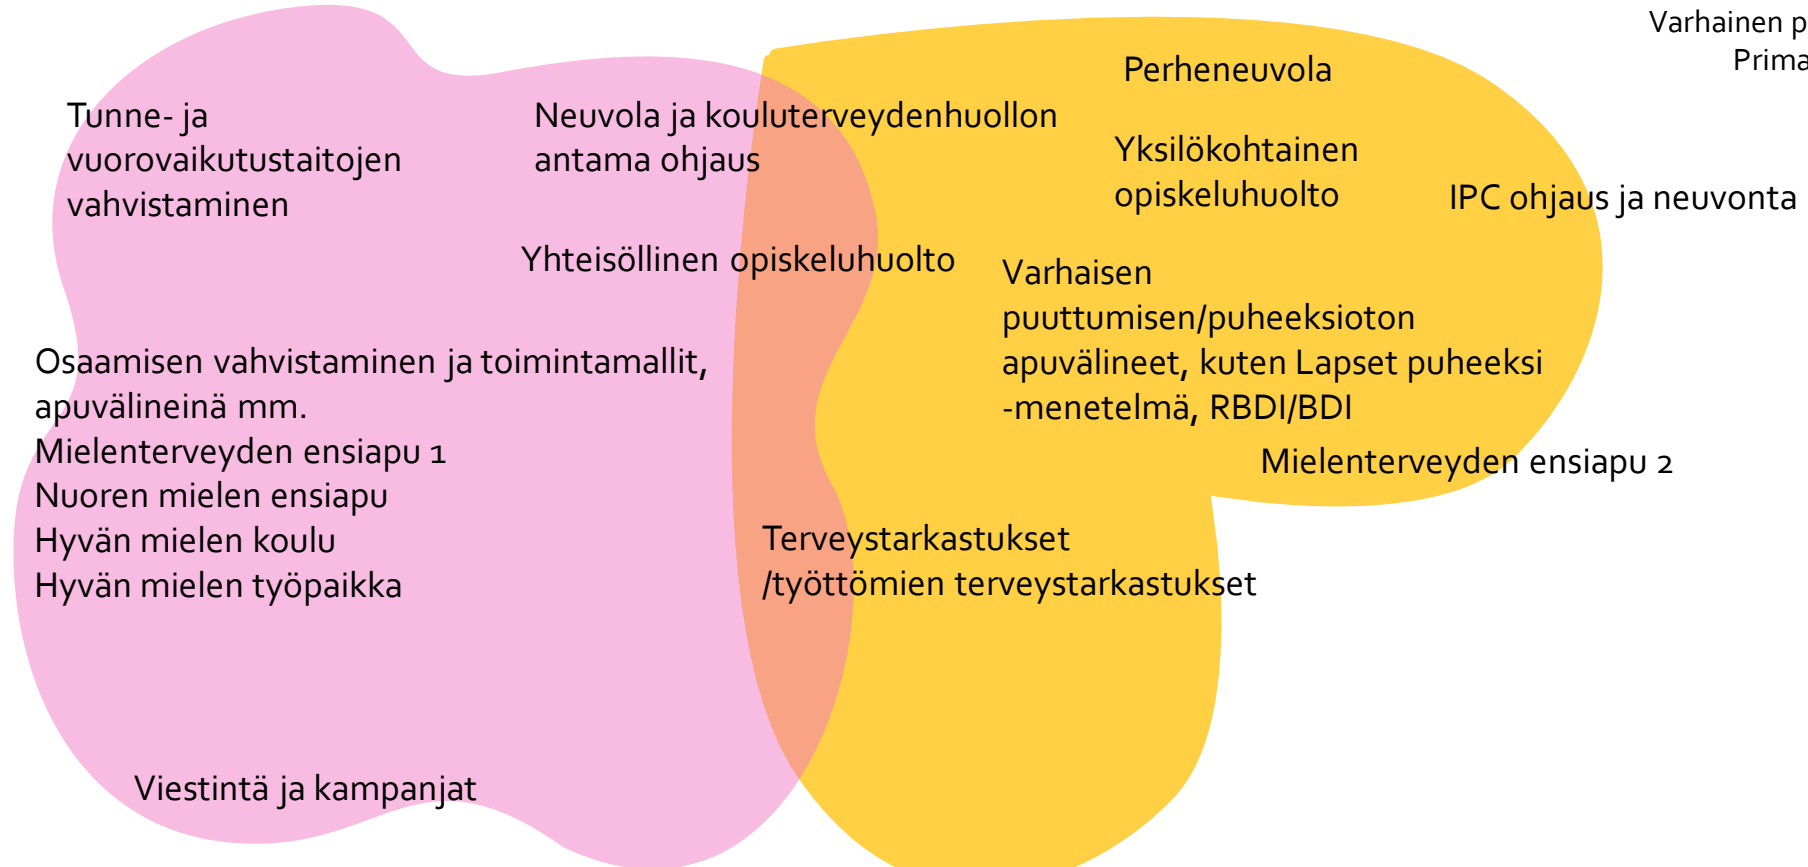 Varhainen
Perheneuvola
Tunne- ja
vuorovaikutustaitojen
vahvistaminen
Neuvola ja kouluterveydenhuollon
antama ohjaus
Yksilökohtainen
opiskeluhuolto
IPC ohjaus ja neuvonta
Yhteisöllinen opiskeluhuolto
Varhaisen
puuttumisen/puheeksioton
apuvälineet, kuten Lapset puheeksi
-menetelmä, RBDI/BDI
Osaamisen vahvistaminen ja toimintamallit,
apuvälineinä mm.
Mielenterveyden ensiapu 1
Nuoren mielen ensiapu
Hyvän mielen koulu
Hyvän mielen työpaikka
Mielenterveyden ensiapu 2
Terveystarkastukset
/työttömien terveystarkastukset
Viestintä ja kampanjat